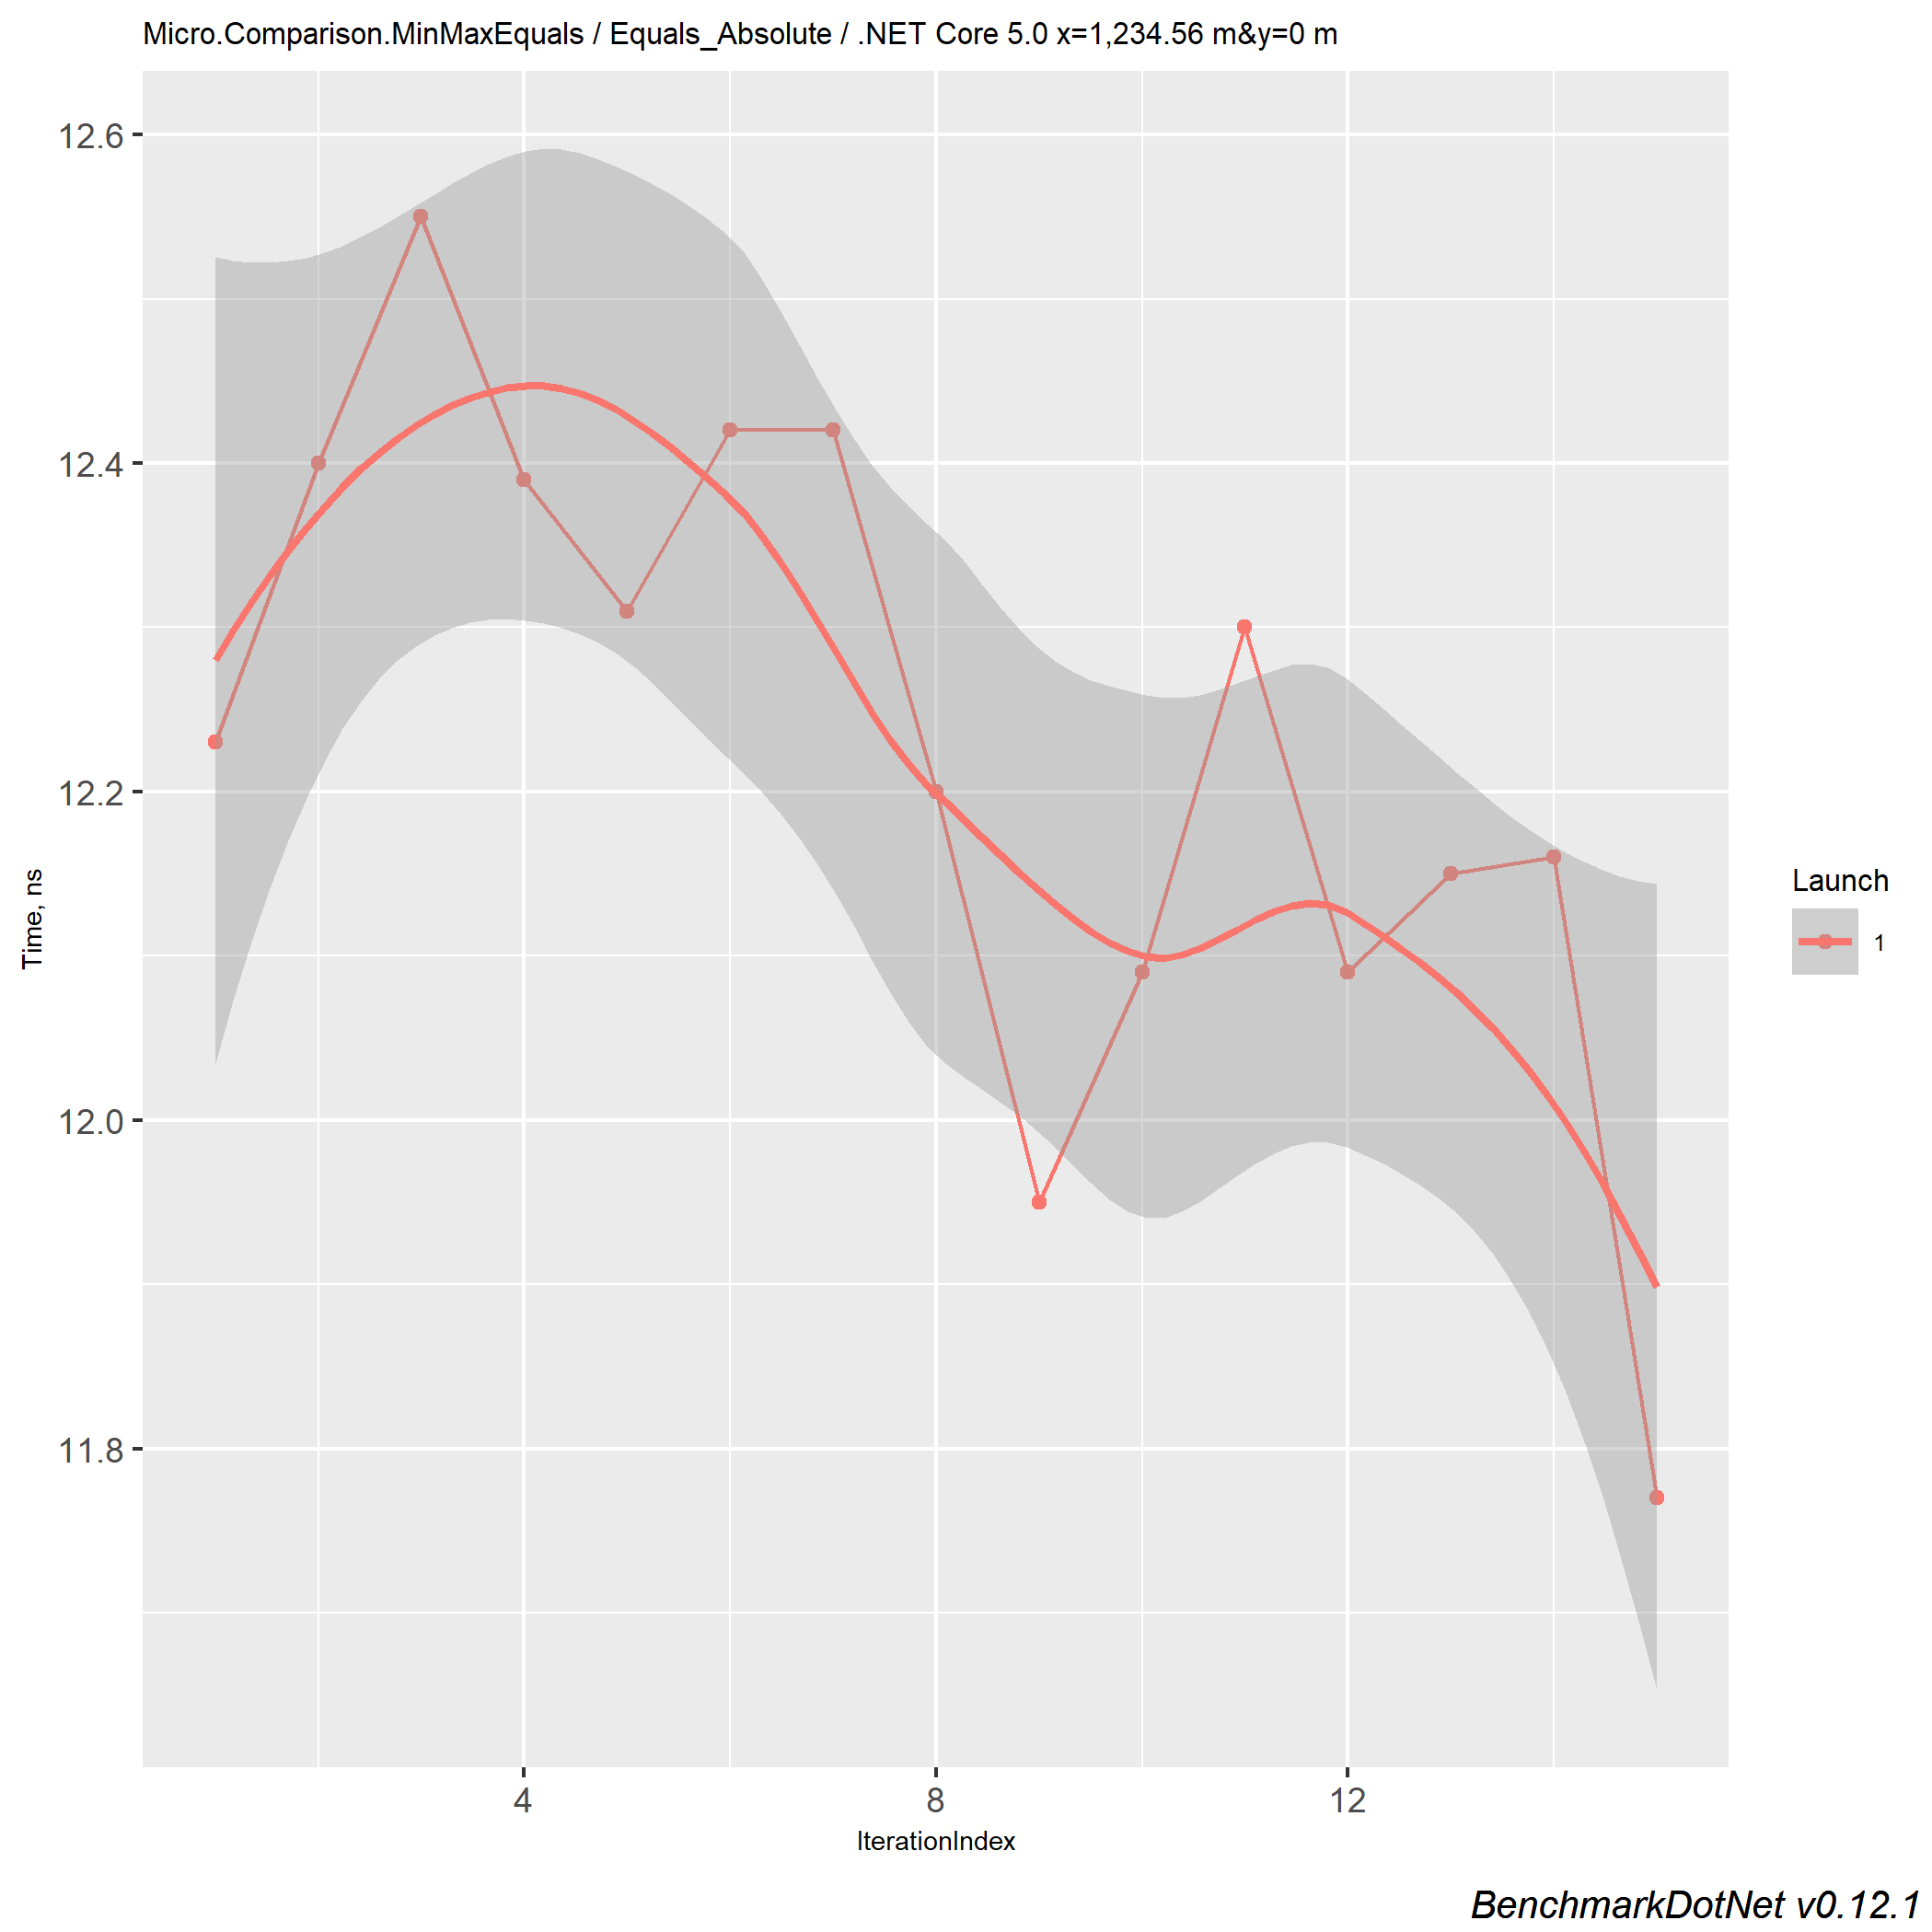 Micro.Comparison.MinMaxEquals / Equals_Absolute / .NET Core 5.0 x=1,234.56 m&y=0 m
12.6
12.4
12.2
12.0
11.8
Time, ns
4 8 12
IterationIndex
Launch
1
BenchmarkDotNet v0.12.1